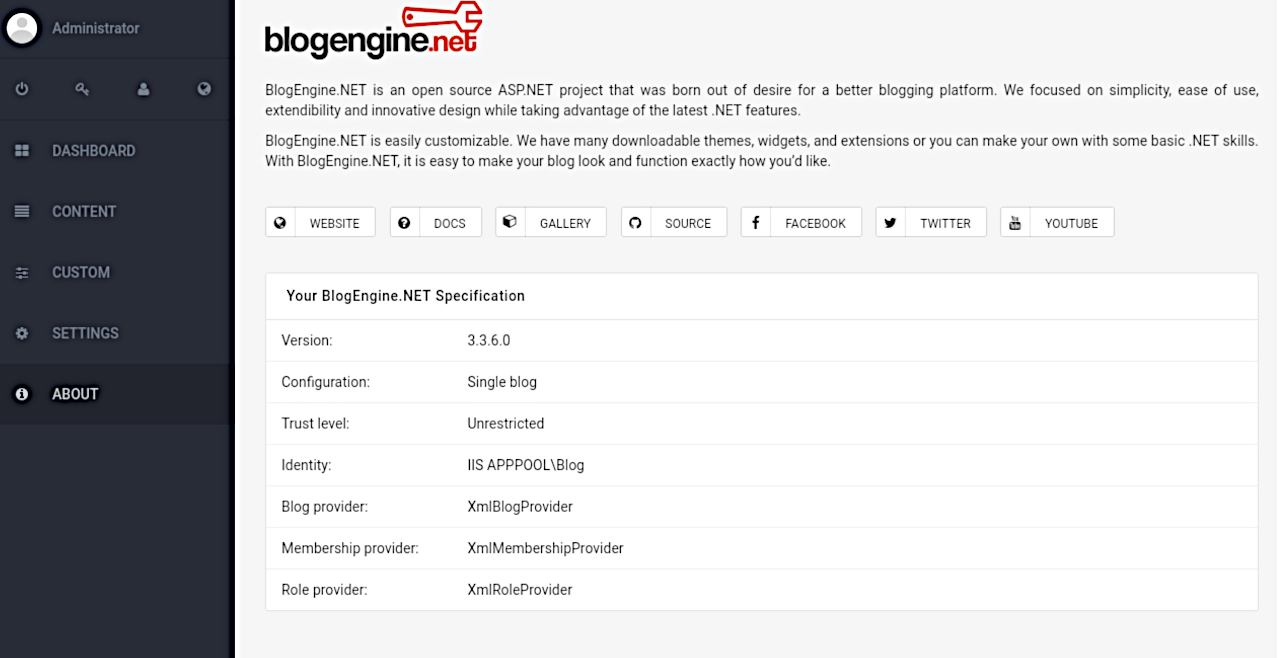 Administrator
DASHBOARD
CONTENT
CUSTOM
SETTINGS
ABOUT
blogengine.net
BlogEngine.NET is an open source ASP.NET project that was born out of desire for a better blogging platform. We focused on simplicity, ease of use,
extendibility and innovative design while taking advantage of the latest .NET features.
BlogEngine.NET is easily customizable. We have many downloadable themes, widgets, and extensions or you can make your own with some basic .NET skills.
With BlogEngine.NET, it is easy to make your blog look and function exactly how you’d like.
WEBSITE DOCS GALLERY SOURCE FACEBOOK TWITTER YOUTUBE
Your BlogEngine.NET Specification
Version: 3.3.6.0
Configuration: Single blog
Trust level: Unrestricted
Identity: IIS APPPOOL\Blog
Blog provider: XmlBlogProvider
Membership provider: XmlMembershipProvider
Role provider: XmlRoleProvider